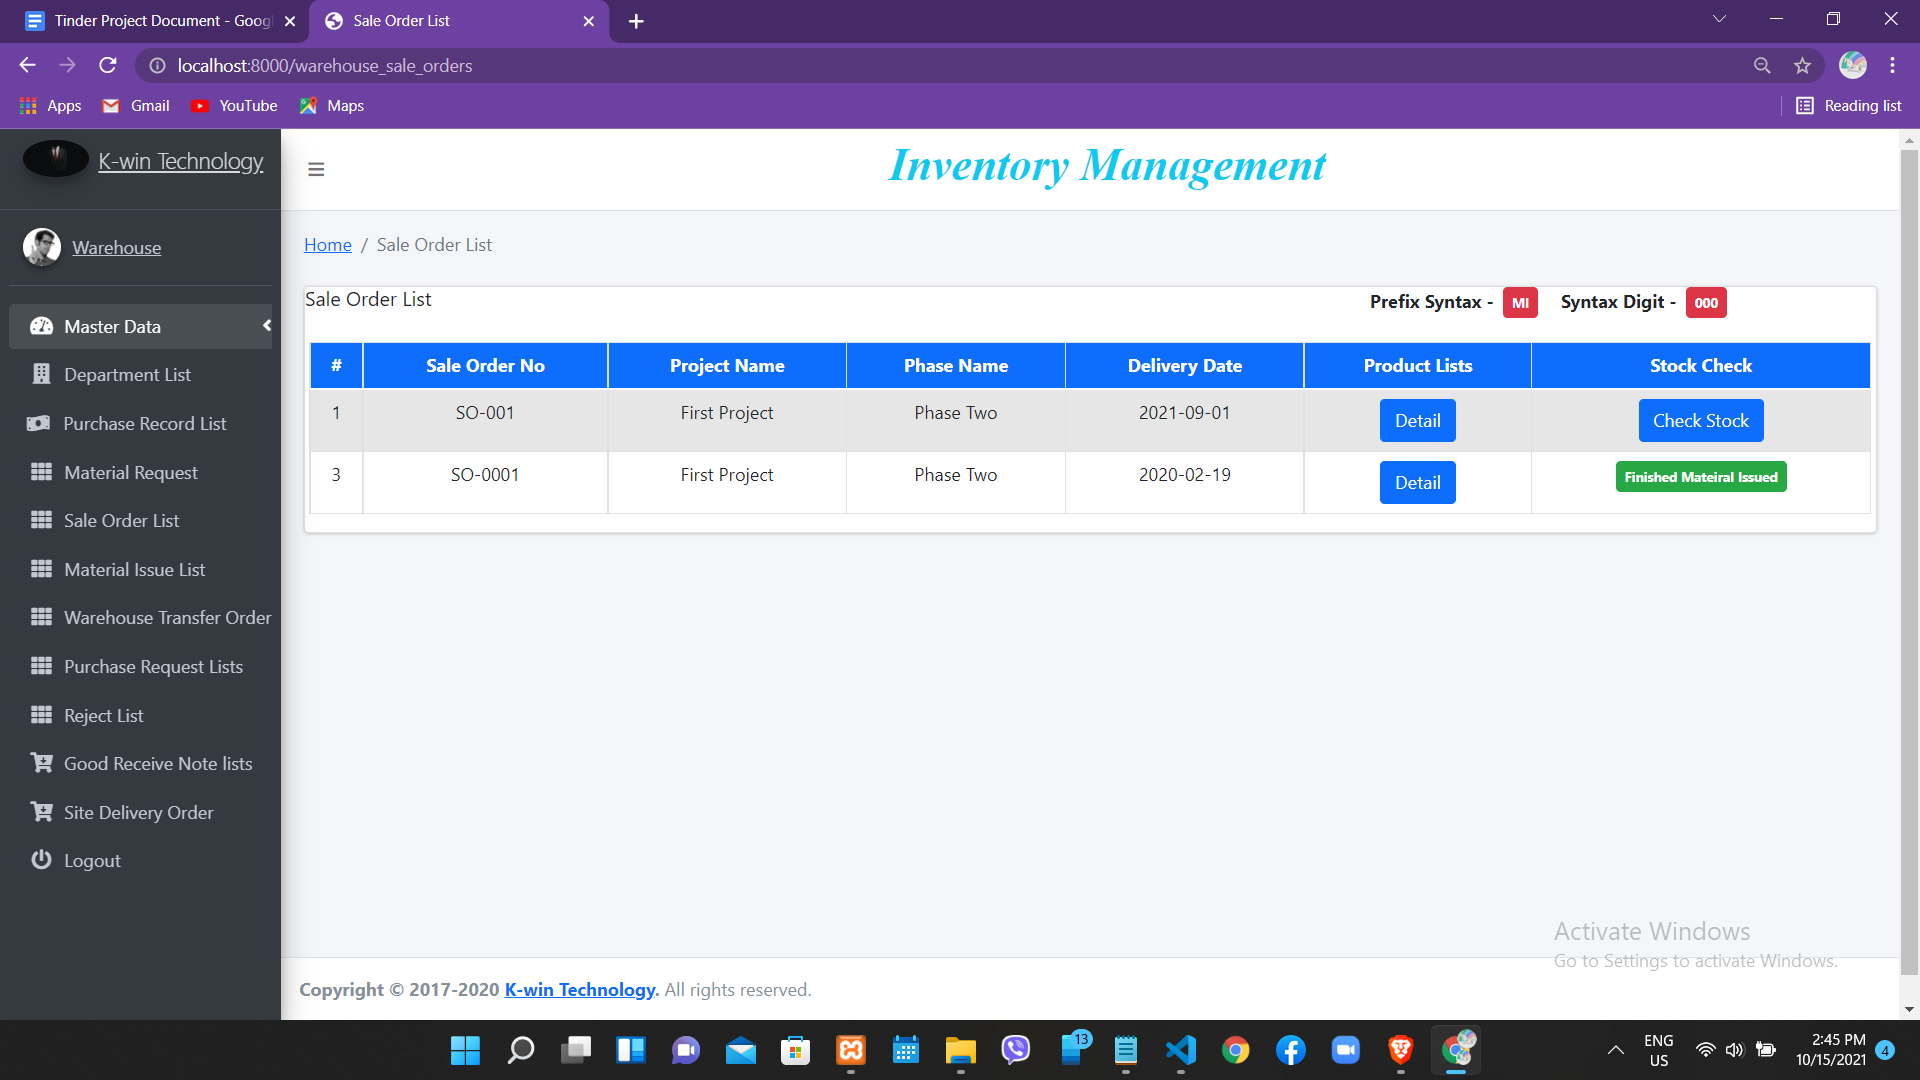 Tinder Project Document - Goog
Sale Order List
localhost:8000/warehouse_sale_orders
Apps
Gmail
YouTube
Maps
Reading list
K-win Technology
Inventory Management
Warehouse
Home / Sale Order List
Master Data
Department List
Purchase Record List
Material Request
Sale Order List
Material Issue List
Warehouse Transfer Order
Purchase Request Lists
Reject List
Good Receive Note lists
Site Delivery Order
Logout
Sale Order List
Prefix Syntax - MI Syntax Digit - 000
# Sale Order No Project Name Phase Name Delivery Date Product Lists Stock Check
1 SO-001 First Project Phase Two 2021-09-01 Detail Check Stock
3 SO-0001 First Project Phase Two 2020-02-19 Detail Finished Mateiral Issued
Activate Windows
Go to Settings to activate Windows.
Copyright © 2017-2020 K-win Technology. All rights reserved.
13
ENG
US
2:45 PM
10/15/2021
4